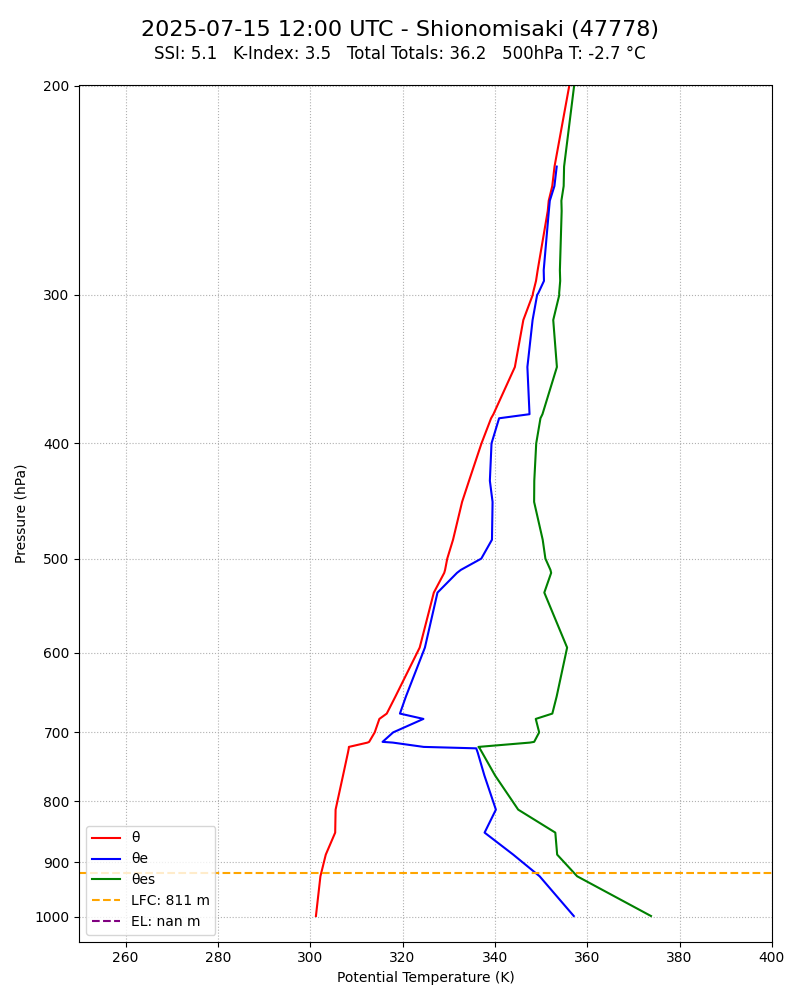 2025-07-15 12:00 UTC - Shionomisaki (47778)
SSI: 5.1   K-Index: 3.5   Total Totals: 36.2   500hPa T: -2.7 °C
200
300
400
500
600
700
800
900
1000
Pressure (hPa)
θ
θe
θes
LFC: 811 m
EL: nan m
260
280
300
320
340
360
380
400
Potential Temperature (K)